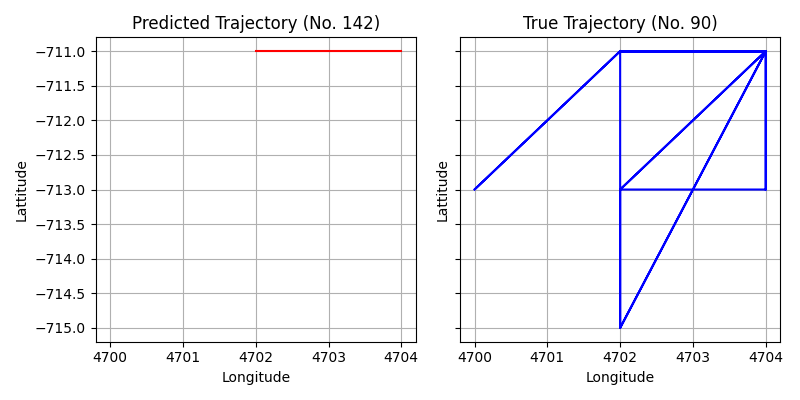 Predicted Trajectory (No. 142)
True Trajectory (No. 90)
−711.0
−711.5
−712.0
−712.5
−713.0
−713.5
−714.0
−714.5
−715.0
Lattitude
Lattitude
4700 4701 4702 4703 4704
4700 4701 4702 4703 4704
Longitude
Longitude